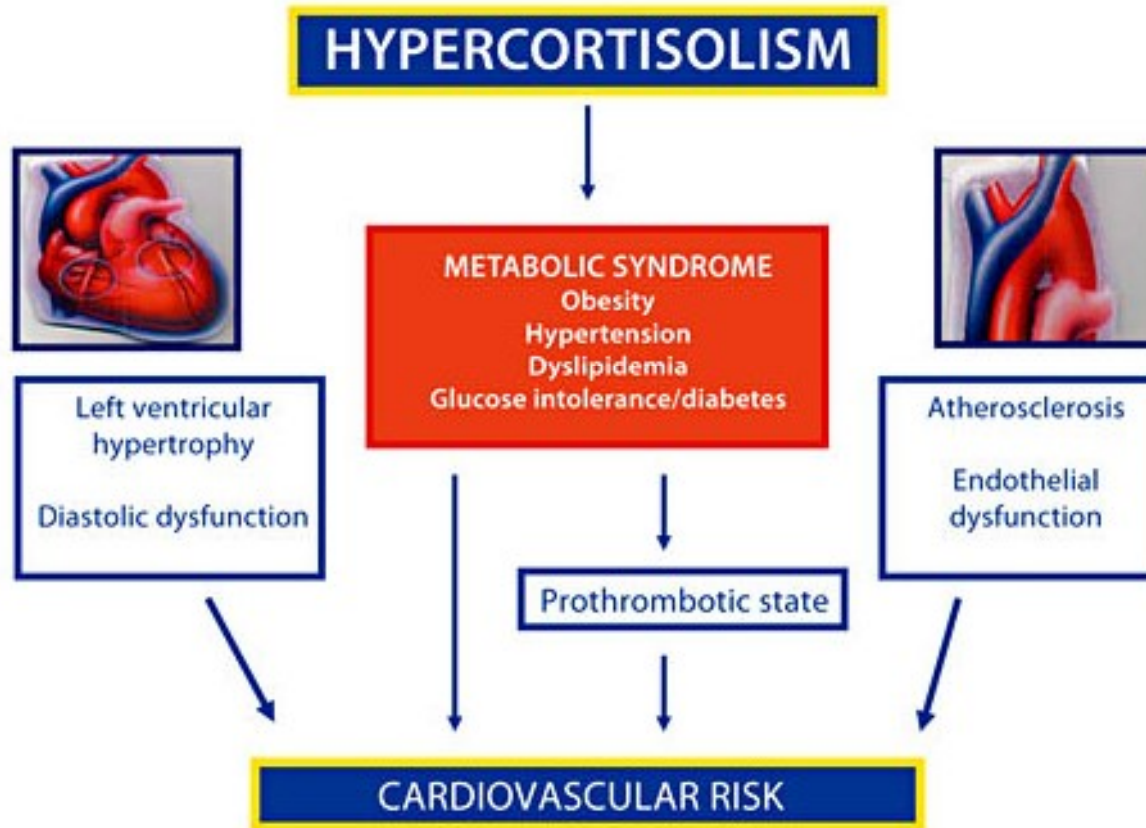 HYPERCORTISOLISM
METABOLIC SYNDROME
Obesity
Hypertension
Dyslipidemia
Glucose intolerance/diabetes
Left ventricular
hypertrophy
Diastolic dysfunction
Atherosclerosis
Endothelial
dysfunction
Prothrombotic state
CARDIOVASCULAR RISK